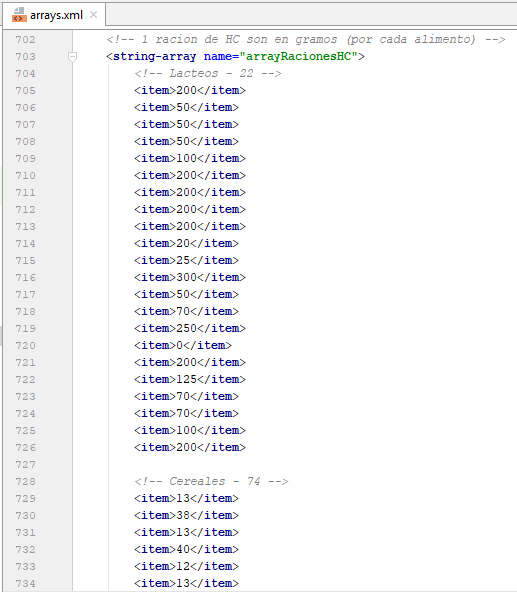 arrays.xml
702 <!-- 1 racion de HC son en gramos (por cada alimento) -->
703 <string-array name="arrayRacionesHC">
704 <!-- Lacteos - 22 -->
705 <item>200</item>
706 <item>50</item>
707 <item>50</item>
708 <item>50</item>
709 <item>100</item>
710 <item>200</item>
711 <item>200</item>
712 <item>200</item>
713 <item>200</item>
714 <item>20</item>
715 <item>25</item>
716 <item>300</item>
717 <item>50</item>
718 <item>70</item>
719 <item>250</item>
720 <item>0</item>
721 <item>200</item>
722 <item>125</item>
723 <item>70</item>
724 <item>70</item>
725 <item>100</item>
726 <item>200</item>
727
728 <!-- Cereales - 74 -->
729 <item>13</item>
730 <item>38</item>
731 <item>13</item>
732 <item>40</item>
733 <item>12</item>
734 <item>13</item>